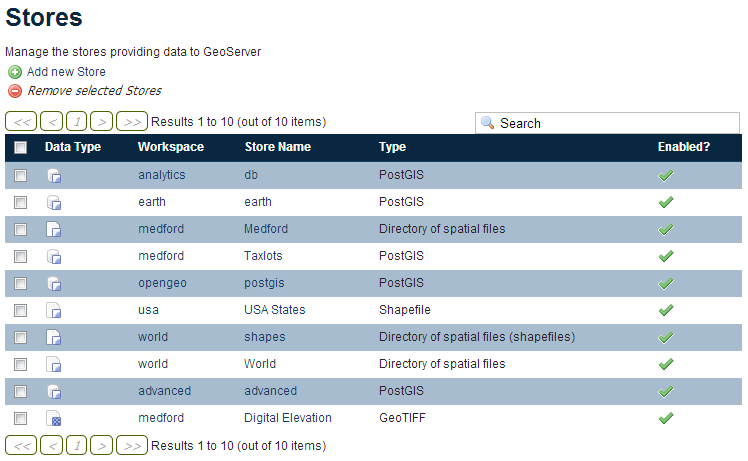 Stores
Manage the stores providing data to GeoServer
Add new Store
Remove selected Stores
<< < 1 > >> Results 1 to 10 (out of 10 items) Search
Data Type Workspace Store Name Type Enabled?
analytics db PostGIS
earth earth PostGIS
medford Medford Directory of spatial files
medford Taxlots PostGIS
opengeo postgis PostGIS
usa USA States Shapefile
world shapes Directory of spatial files (shapefiles)
world World Directory of spatial files
advanced advanced PostGIS
medford Digital Elevation GeoTIFF
<< < 1 > >> Results 1 to 10 (out of 10 items)